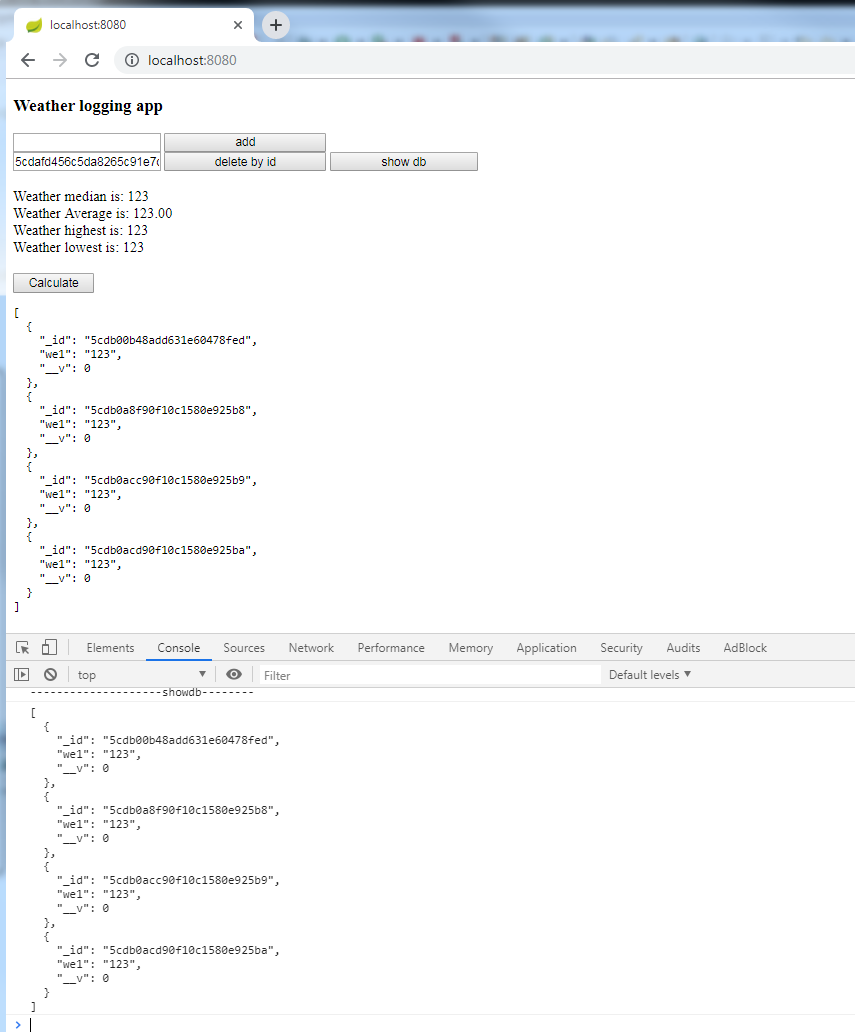 localhost:8080
localhost:8080
Weather logging app
add
5cdafd456c5da8265c91e7 delete by id show db
Weather median is: 123
Weather Average is: 123.00
Weather highest is: 123
Weather lowest is: 123
Calculate
[
  {
    "_id": "5cdb00b48add631e60478fed",
    "we1": "123",
    "__v": 0
  },
  {
    "_id": "5cdb0a8f90f10c1580e925b8",
    "we1": "123",
    "__v": 0
  },
  {
    "_id": "5cdb0acc90f10c1580e925b9",
    "we1": "123",
    "__v": 0
  },
  {
    "_id": "5cdb0acd90f10c1580e925ba",
    "we1": "123",
    "__v": 0
  }
]
Elements Console Sources Network Performance Memory Application Security Audits AdBlock
top Filter Default levels
--------------------showdb--------
[
  {
    "_id": "5cdb00b48add631e60478fed",
    "we1": "123",
    "__v": 0
  },
  {
    "_id": "5cdb0a8f90f10c1580e925b8",
    "we1": "123",
    "__v": 0
  },
  {
    "_id": "5cdb0acc90f10c1580e925b9",
    "we1": "123",
    "__v": 0
  },
  {
    "_id": "5cdb0acd90f10c1580e925ba",
    "we1": "123",
    "__v": 0
  }
]